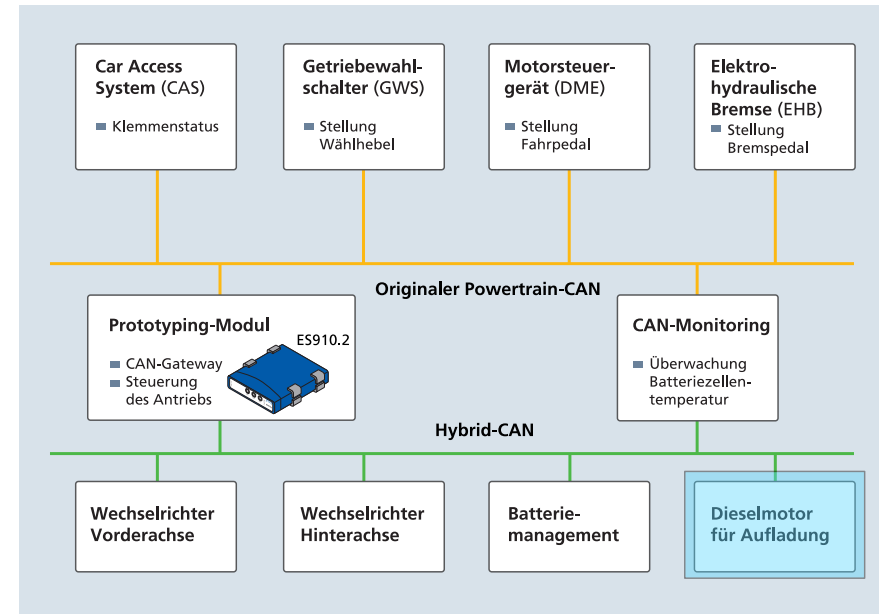 Car Access
System (CAS)
Klemmenstatus
Getriebewahl-
schalter (GWS)
Stellung
Wählhebel
Motorsteuer-
gerät (DME)
Stellung
Fahrpedal
Elektro-
hydraulische
Bremse (EHB)
Stellung
Bremspedal
Originaler Powertrain-CAN
Prototyping-Modul
ES910.2
CAN-Gateway
Steuerung
des Antriebs
CAN-Monitoring
Überwachung
Batteriezellen-
temperatur
Hybrid-CAN
Wechselrichter
Vorderachse
Wechselrichter
Hinterachse
Batterie-
management
Dieselmotor
für Aufladung